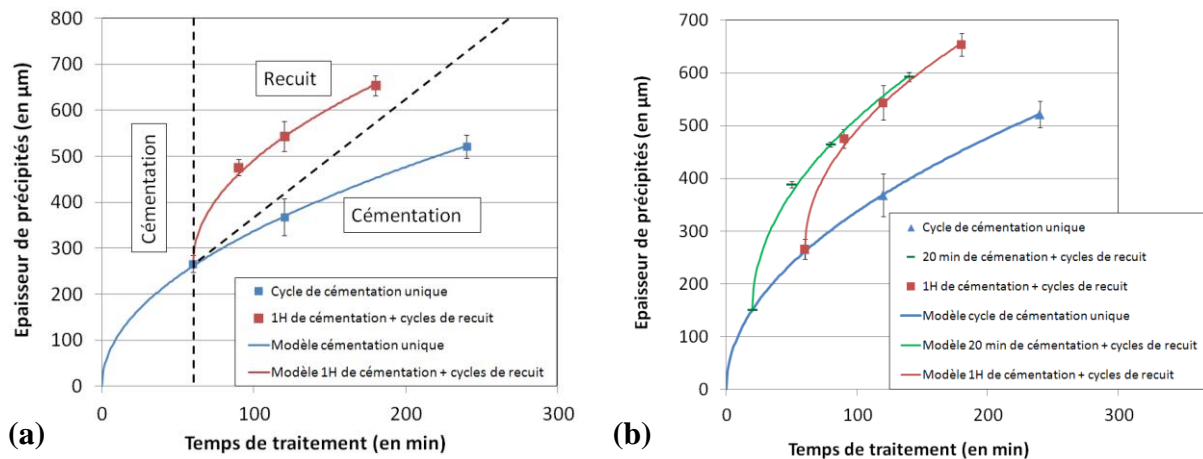 800
700
600
500
400
300
200
100
0
Epaisseur de précipités (en µm)
Cémentation
Recuit
Cémentation
Cycle de cémentation unique
1H de cémentation + cycles de recuit
Modèle cémentation unique
Modèle 1H de cémentation + cycles de recuit
0 100 200 300
Temps de traitement (en min)
(a)
700
600
500
400
300
200
100
0
Epaisseur de précipités (en µm)
Cycle de cémentation unique
20 min de cémenation + cycles de recuit
1H de cémentation + cycles de recuit
Modèle cycle de cémentation unique
Modèle 20 min de cémentation + cycles de recuit
Modèle 1H de cémentation + cycles de recuit
0 100 200 300
Temps de traitement (en min)
(b)